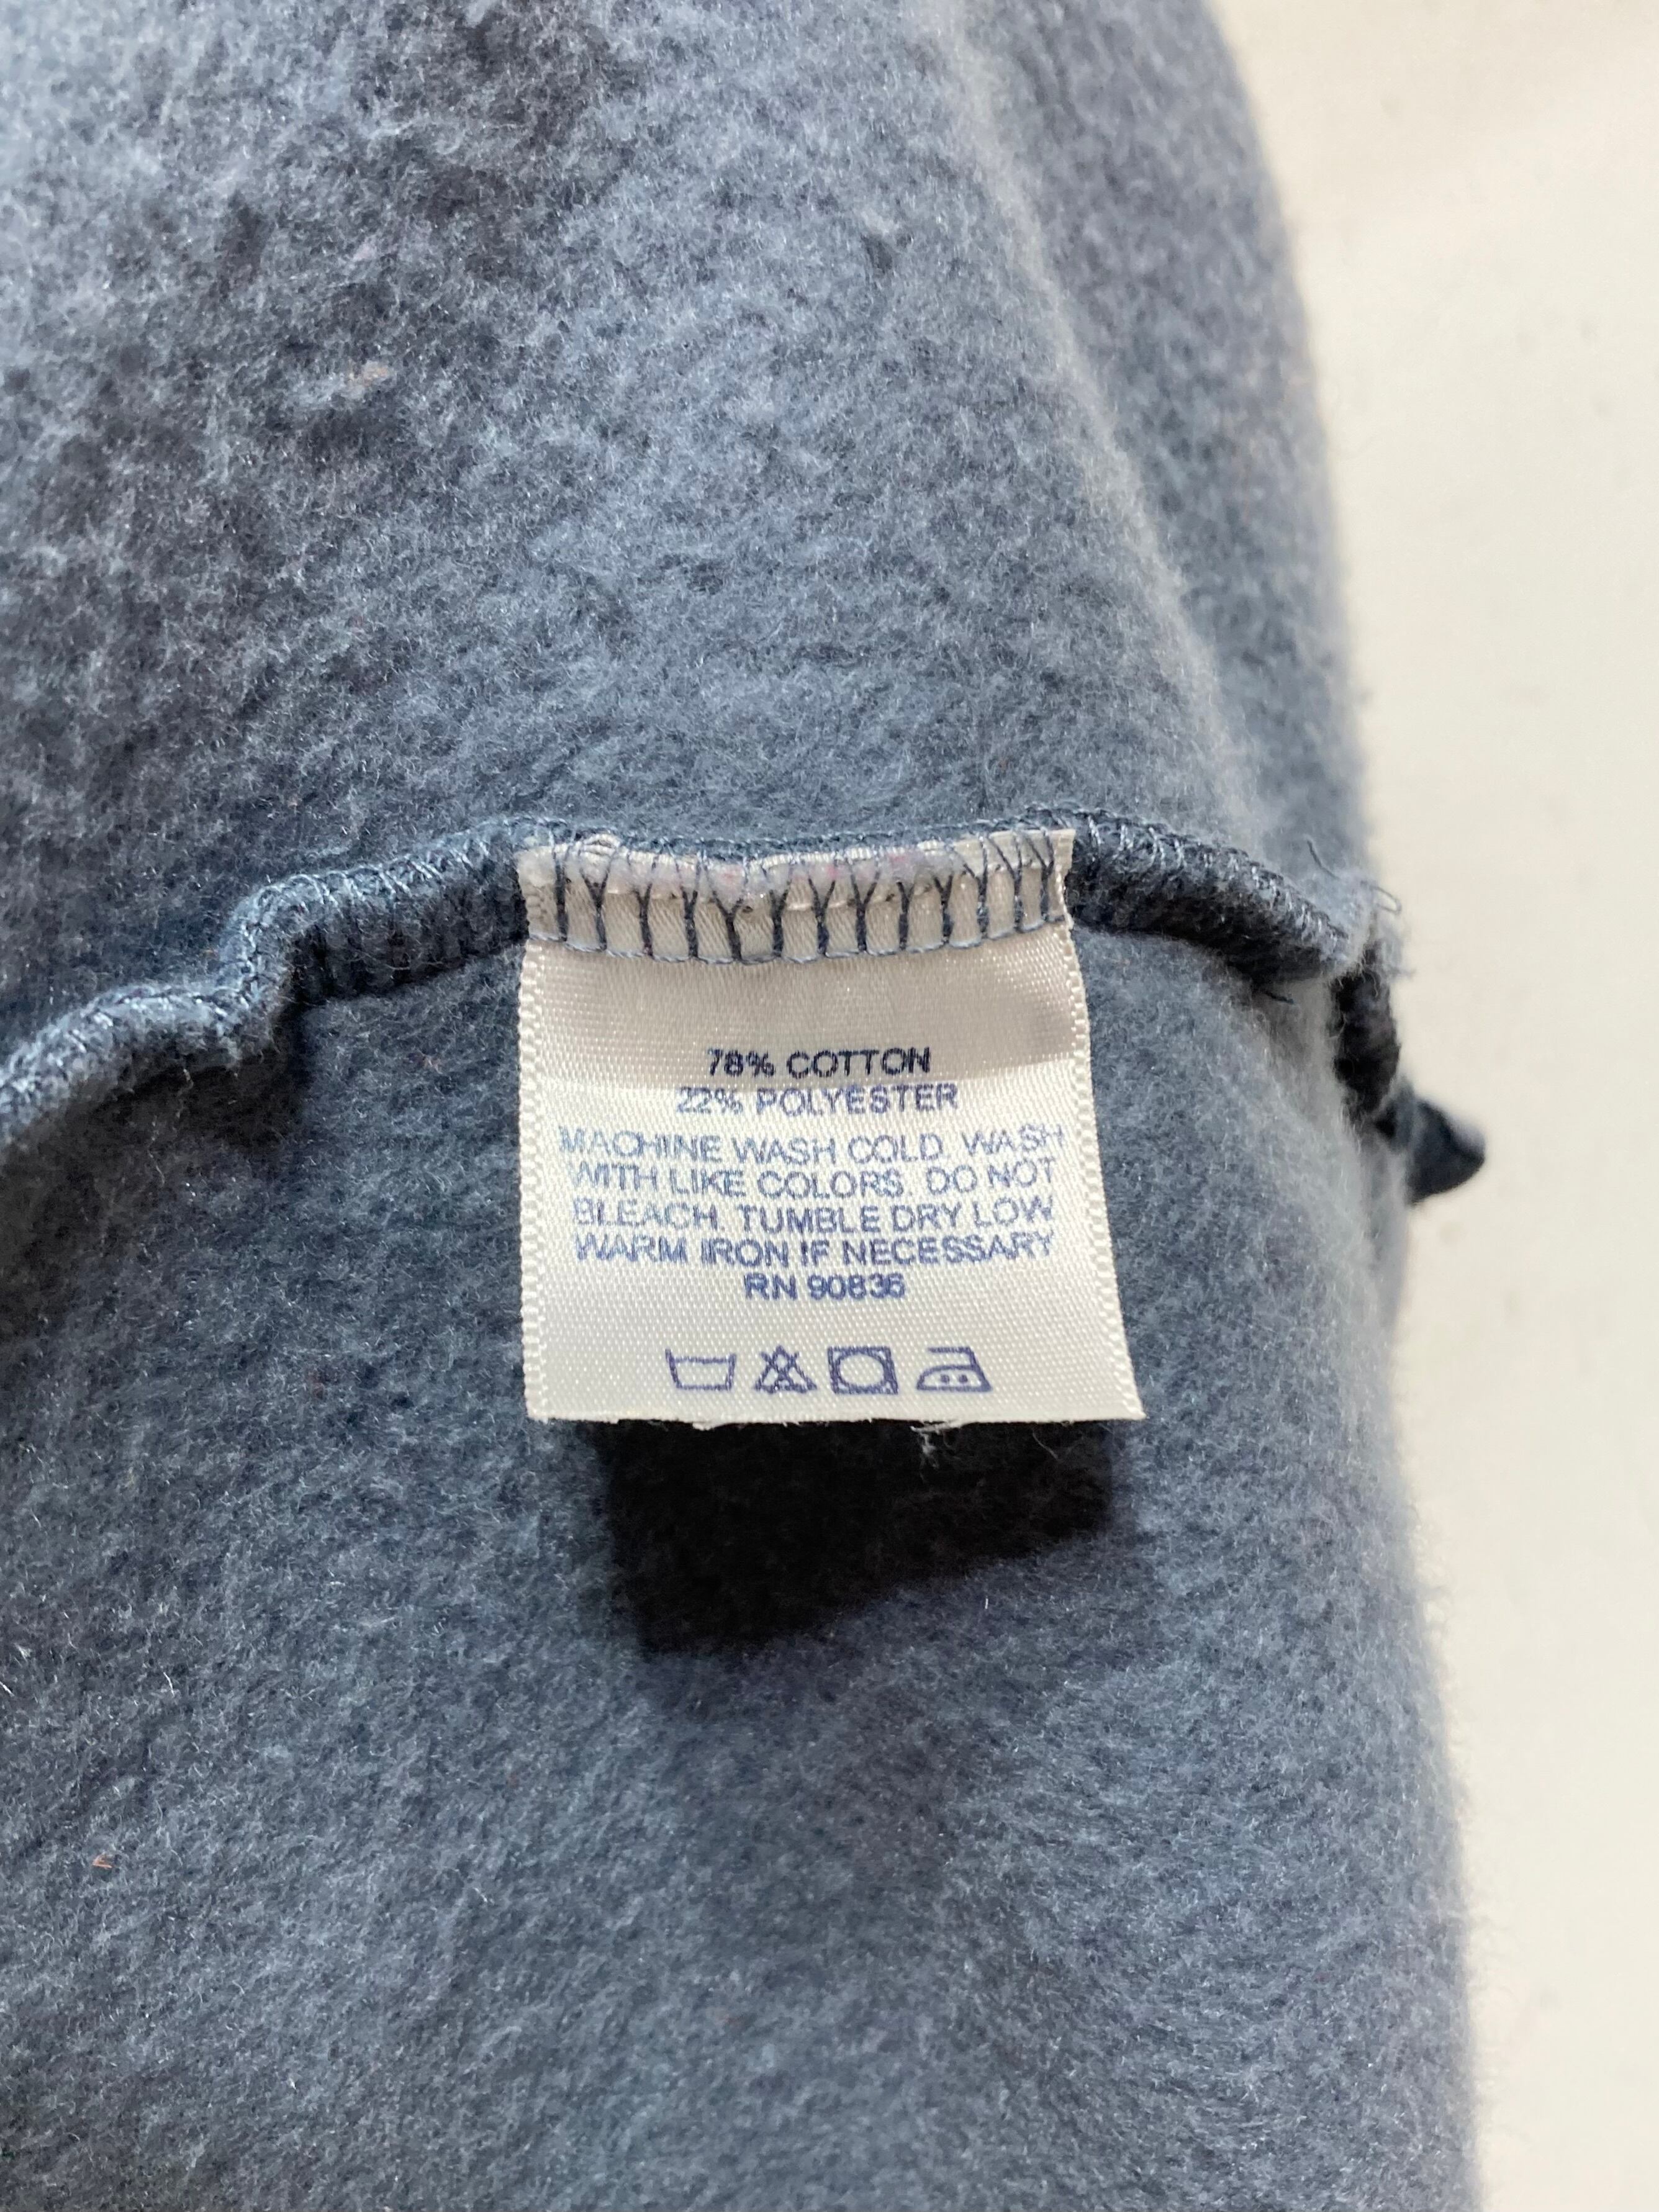 78% COTTON
22% POLYESTER
MACHINE WASH COLD. WASH
WITH LIKE COLORS. DO NOT
BLEACH. TUMBLE DRY LOW
WARM IRON IF NECESSARY
RN 90836